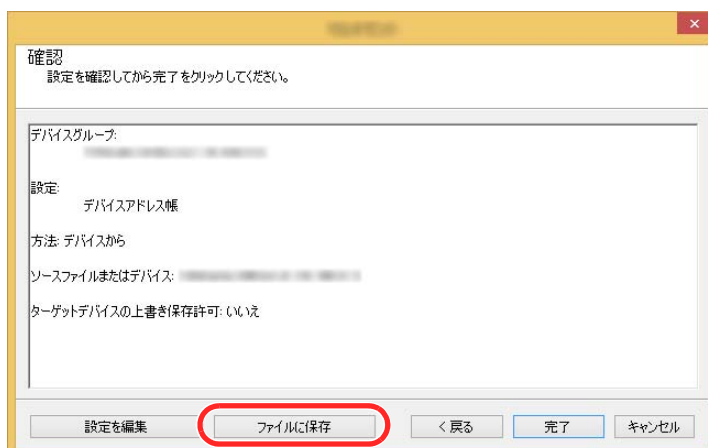 確認
設定を確認してから完了をクリックしてください。
デバイスグループ:
設定:
デバイスアドレス帳
方法: デバイスから
ソースファイルまたはデバイス:
ターゲットデバイスの上書き保存許可: いいえ
設定を編集
ファイルに保存
< 戻る
完了
キャンセル